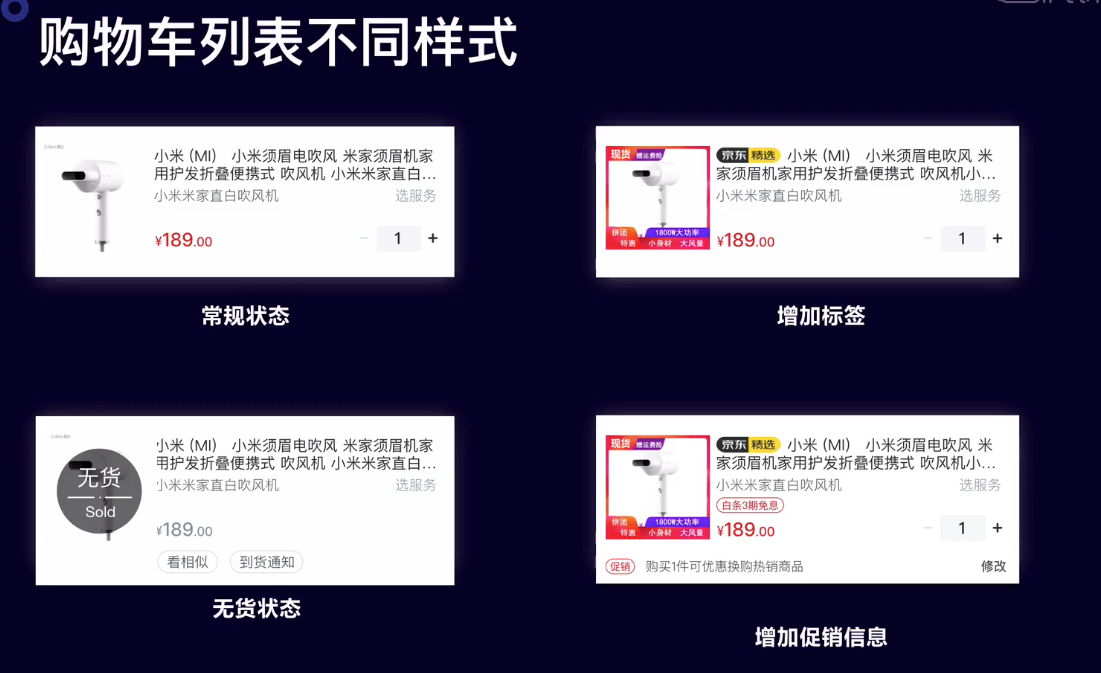 购物车列表不同样式
小米 (MI) 小米须眉电吹风 米家须眉机家
用护发折叠便携式 吹风机 小米米家直白...
小米米家直白吹风机 选服务
¥189.00 − 1 +
常规状态
现货 赠运费险
拼团 1800W大功率
特惠 小身材 大风量
京东精选 小米 (MI) 小米须眉电吹风 米
家须眉机家用护发折叠便携式 吹风机小...
小米米家直白吹风机 选服务
¥189.00 − 1 +
增加标签
无货
Sold
小米 (MI) 小米须眉电吹风 米家须眉机家
用护发折叠便携式 吹风机 小米米家直白...
小米米家直白吹风机 选服务
¥189.00
看相似 到货通知
无货状态
现货 赠运费险
拼团 1800W大功率
特惠 小身材 大风量
京东精选 小米 (MI) 小米须眉电吹风 米
家须眉机家用护发折叠便携式 吹风机小...
小米米家直白吹风机 选服务
白条3期免息
¥189.00 − 1 +
促销 购买1件可优惠换购热销商品 修改
增加促销信息